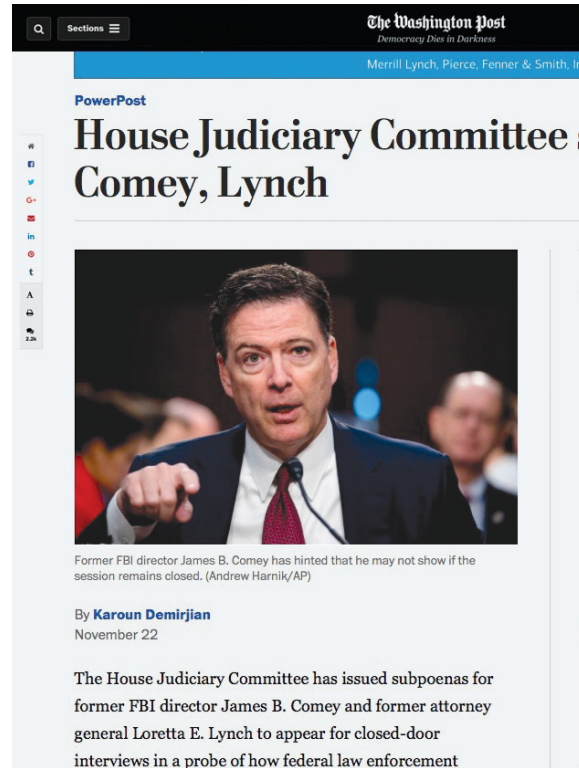 Sections
The Washington Post
Democracy Dies in Darkness
Merrill Lynch, Pierce, Fenner & Smith,
PowerPost
House Judiciary Committee
Comey, Lynch
G+
in
t
A
2.2k
Former FBI director James B. Comey has hinted that he may not show if the
session remains closed. (Andrew Harnik/AP)
By Karoun Demirjian
November 22
The House Judiciary Committee has issued subpoenas for
former FBI director James B. Comey and former attorney
general Loretta E. Lynch to appear for closed-door
interviews in a probe of how federal law enforcement